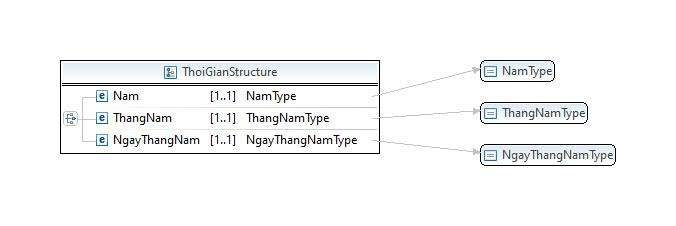 ThoiGianStructure
Nam [1..1] NamType
ThangNam [1..1] ThangNamType
NgayThangNam [1..1] NgayThangNamType
NamType
ThangNamType
NgayThangNamType